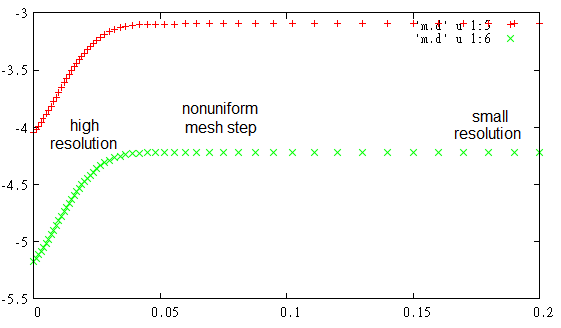 -3
'm.d' u 1:5
'm.d' u 1:6
-3.5
nonuniform
mesh step
high
resolution
small
resolution
-4
-4.5
-5
-5.5
0
0.05
0.1
0.15
0.2